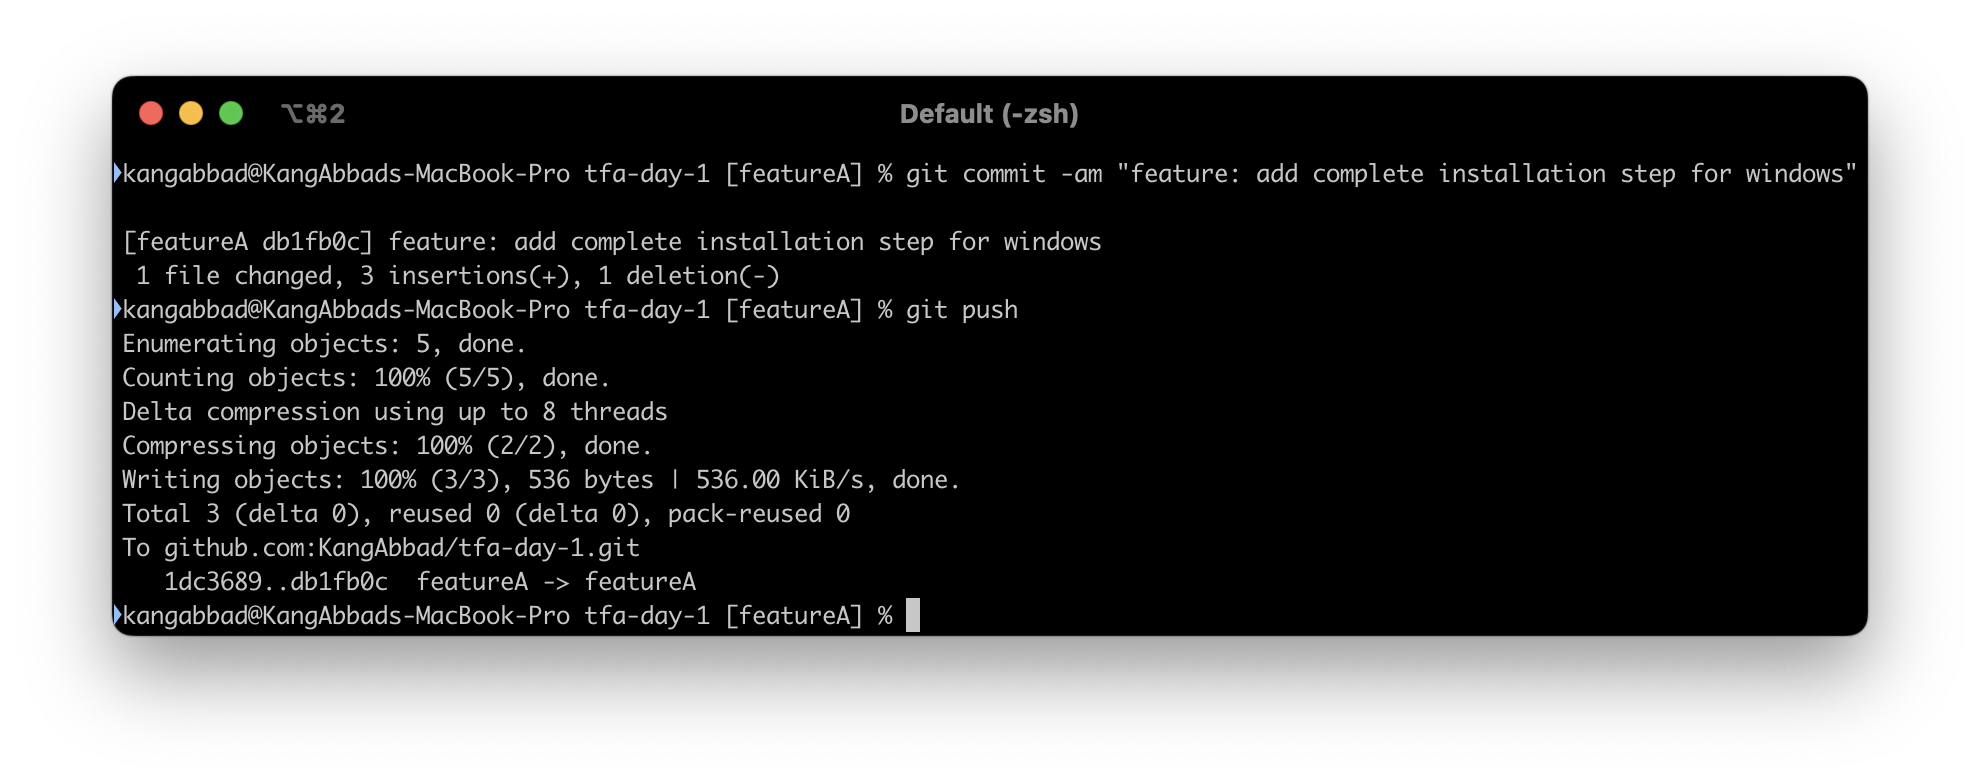 ⌥⌘2
Default (-zsh)
kangabbad@KangAbbads-MacBook-Pro tfa-day-1 [featureA] % git commit -am "feature: add complete installation step for windows"
[featureA db1fb0c] feature: add complete installation step for windows
 1 file changed, 3 insertions(+), 1 deletion(-)
kangabbad@KangAbbads-MacBook-Pro tfa-day-1 [featureA] % git push
Enumerating objects: 5, done.
Counting objects: 100% (5/5), done.
Delta compression using up to 8 threads
Compressing objects: 100% (2/2), done.
Writing objects: 100% (3/3), 536 bytes | 536.00 KiB/s, done.
Total 3 (delta 0), reused 0 (delta 0), pack-reused 0
To github.com:KangAbbad/tfa-day-1.git
   1dc3689..db1fb0c  featureA -> featureA
kangabbad@KangAbbads-MacBook-Pro tfa-day-1 [featureA] %